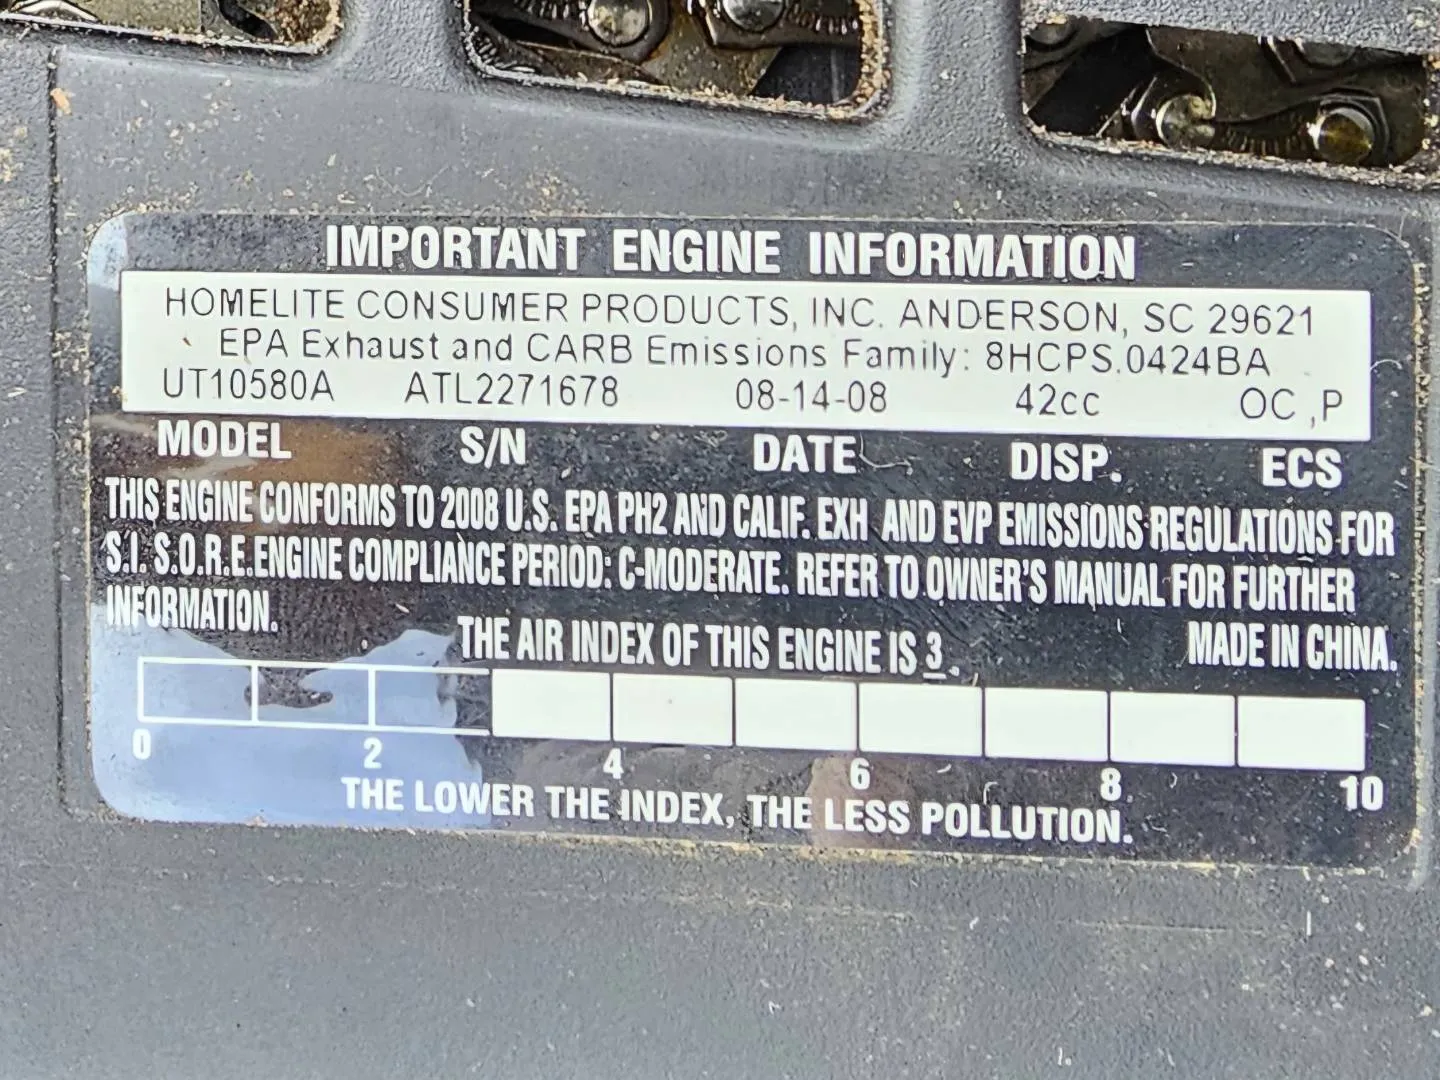 IMPORTANT ENGINE INFORMATION
HOMELITE CONSUMER PRODUCTS, INC. ANDERSON, SC 29621
EPA Exhaust and CARB Emissions Family: 8HCPS.0424BA
UT10580A ATL2271678 08-14-08 42cc OC ,P
MODEL S/N DATE DISP. ECS
THIS ENGINE CONFORMS TO 2008 U.S. EPA PH2 AND CALIF. EXH AND EVP EMISSIONS REGULATIONS FOR
S.I. S.O.R.E.ENGINE COMPLIANCE PERIOD: C-MODERATE. REFER TO OWNER'S MANUAL FOR FURTHER
INFORMATION.
THE AIR INDEX OF THIS ENGINE IS 3. MADE IN CHINA.
0 2 4 6 8 10
THE LOWER THE INDEX, THE LESS POLLUTION.